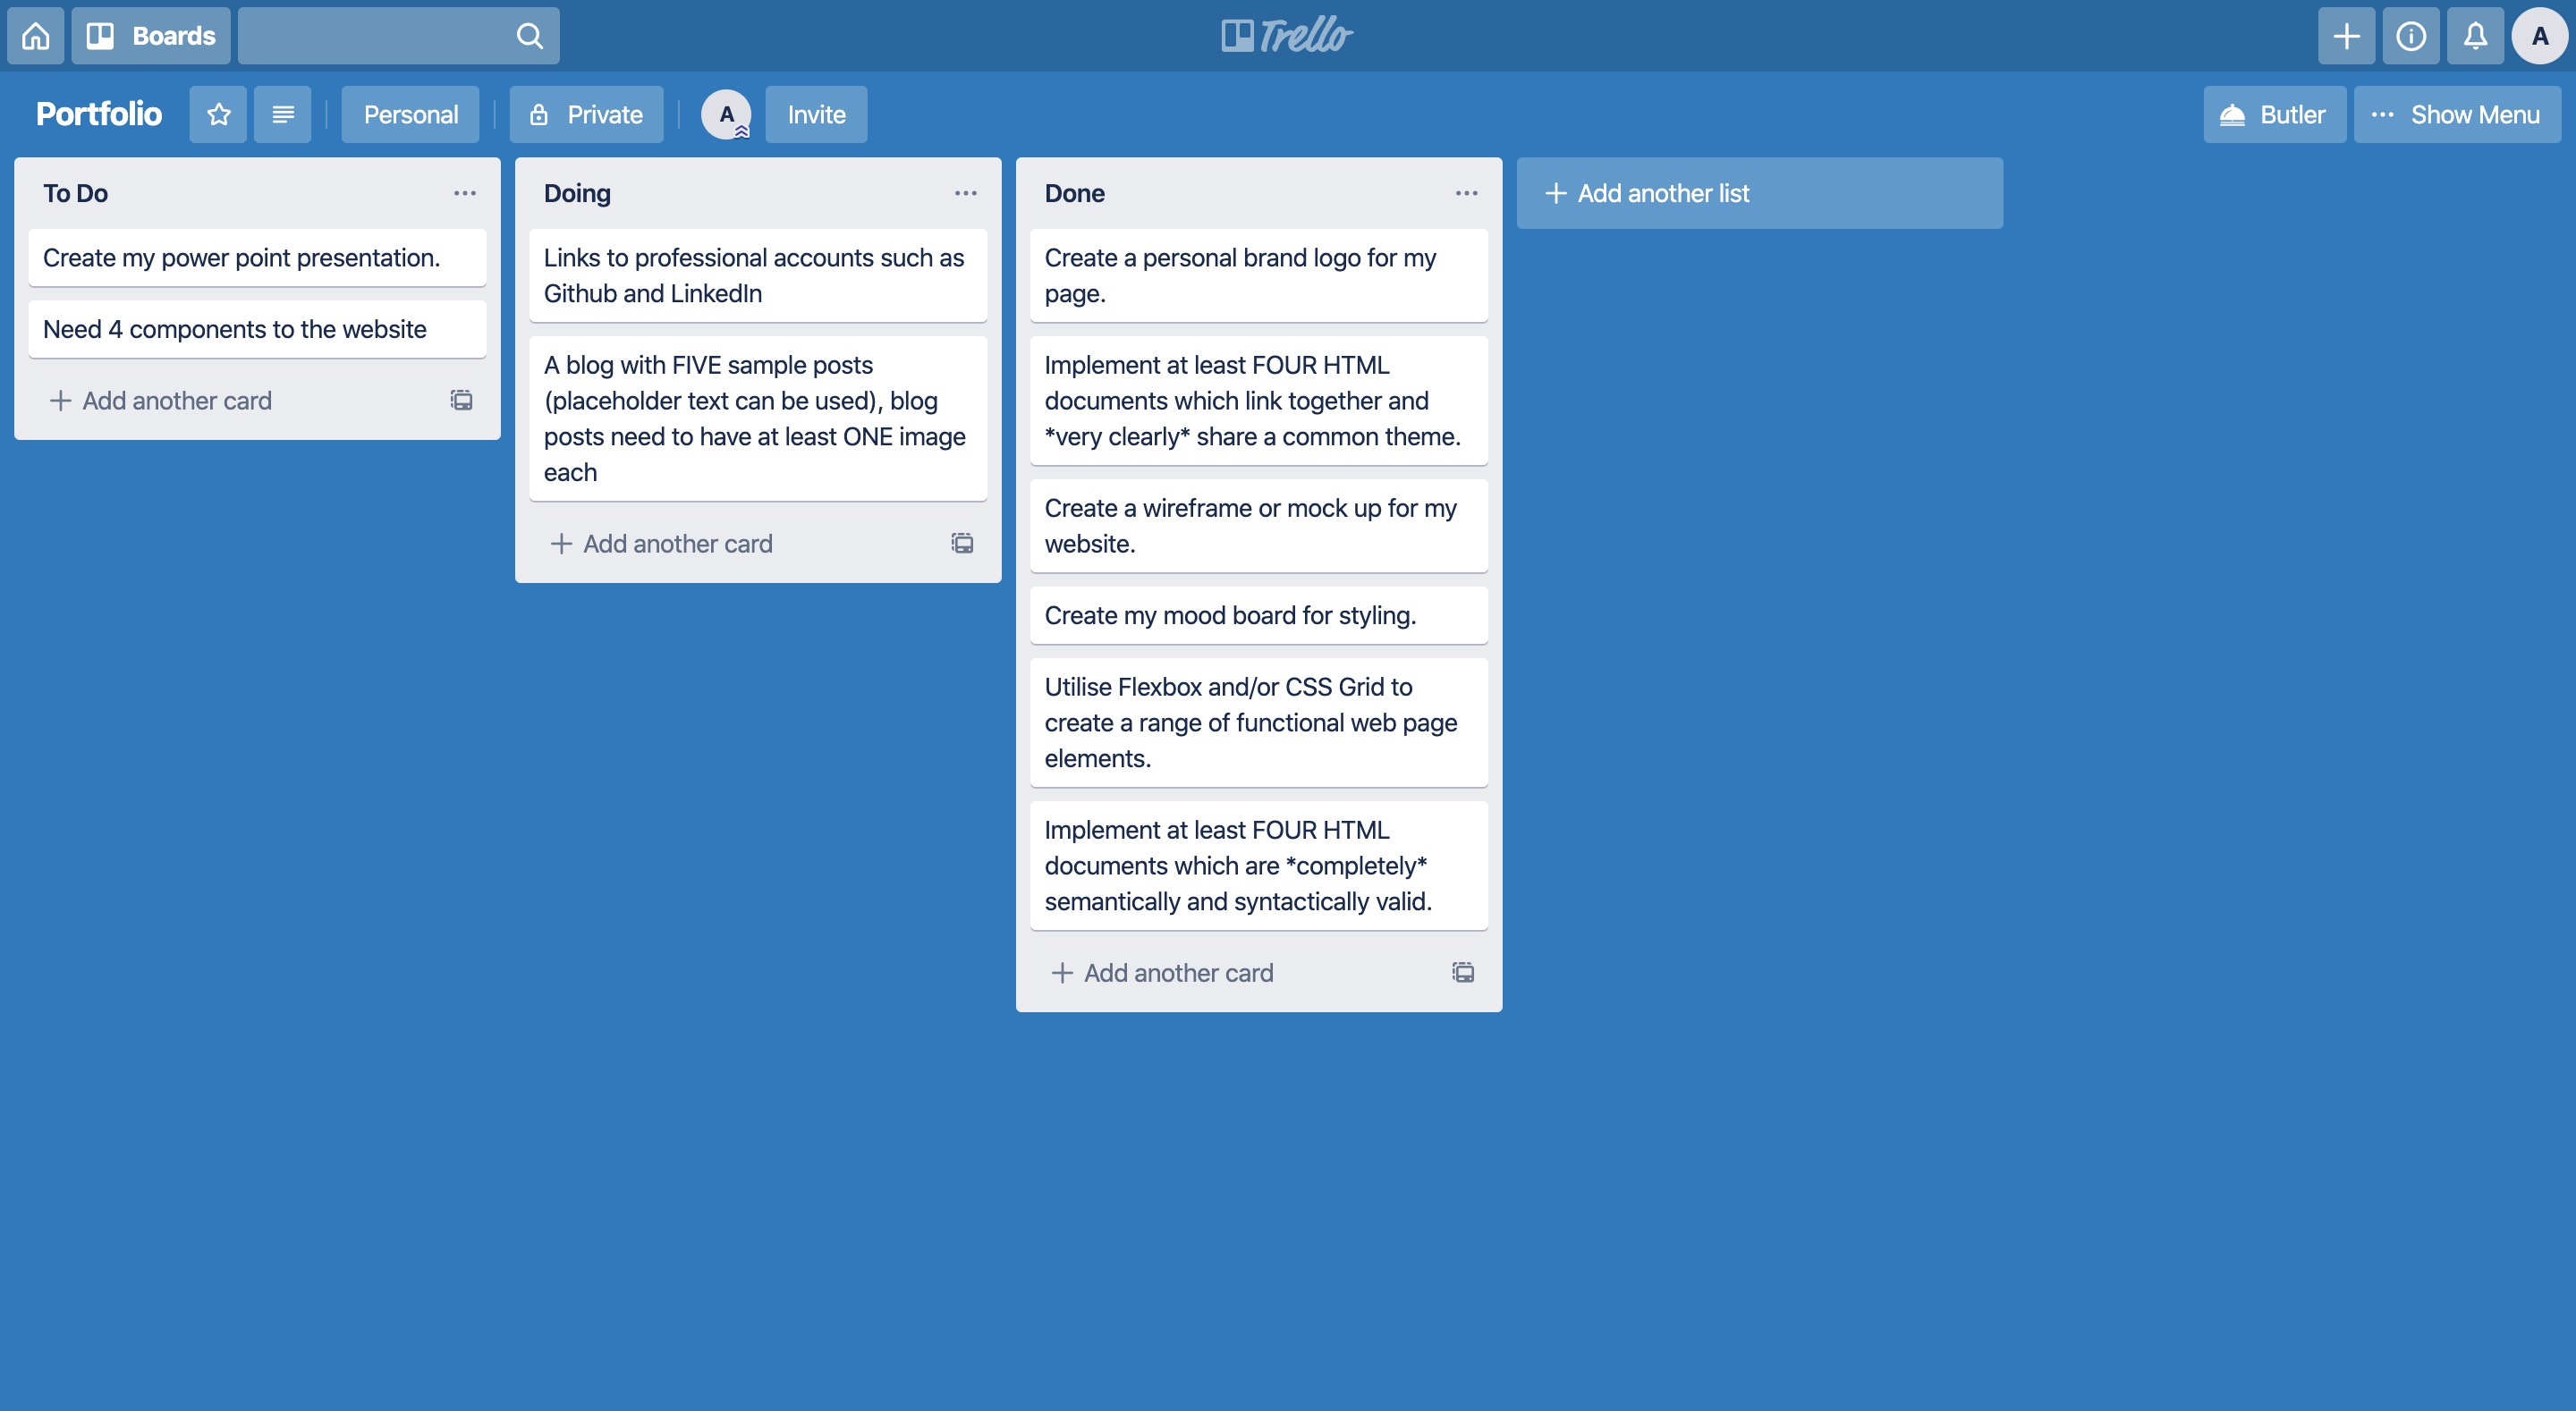 Boards
Trello
A
Portfolio
Personal
Private
A
Invite
Butler
Show Menu
To Do
Create my power point presentation.
Need 4 components to the website
Add another card
Doing
Links to professional accounts such as
Github and LinkedIn
A blog with FIVE sample posts
(placeholder text can be used), blog
posts need to have at least ONE image
each
Add another card
Done
Create a personal brand logo for my
page.
Implement at least FOUR HTML
documents which link together and
*very clearly* share a common theme.
Create a wireframe or mock up for my
website.
Create my mood board for styling.
Utilise Flexbox and/or CSS Grid to
create a range of functional web page
elements.
Implement at least FOUR HTML
documents which are *completely*
semantically and syntactically valid.
Add another card
Add another list